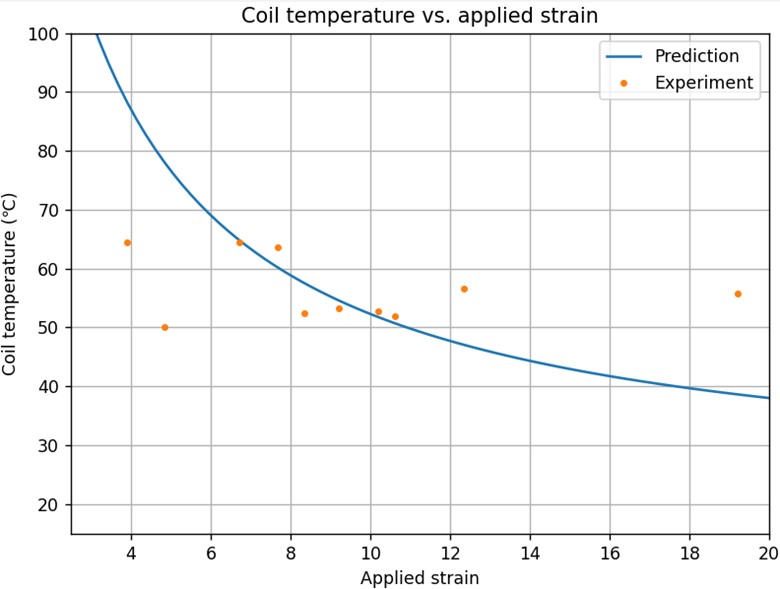 Coil temperature vs. applied strain
Prediction
Experiment
Coil temperature (℃)
100
90
80
70
60
50
40
30
20
4 6 8 10 12 14 16 18 20
Applied strain